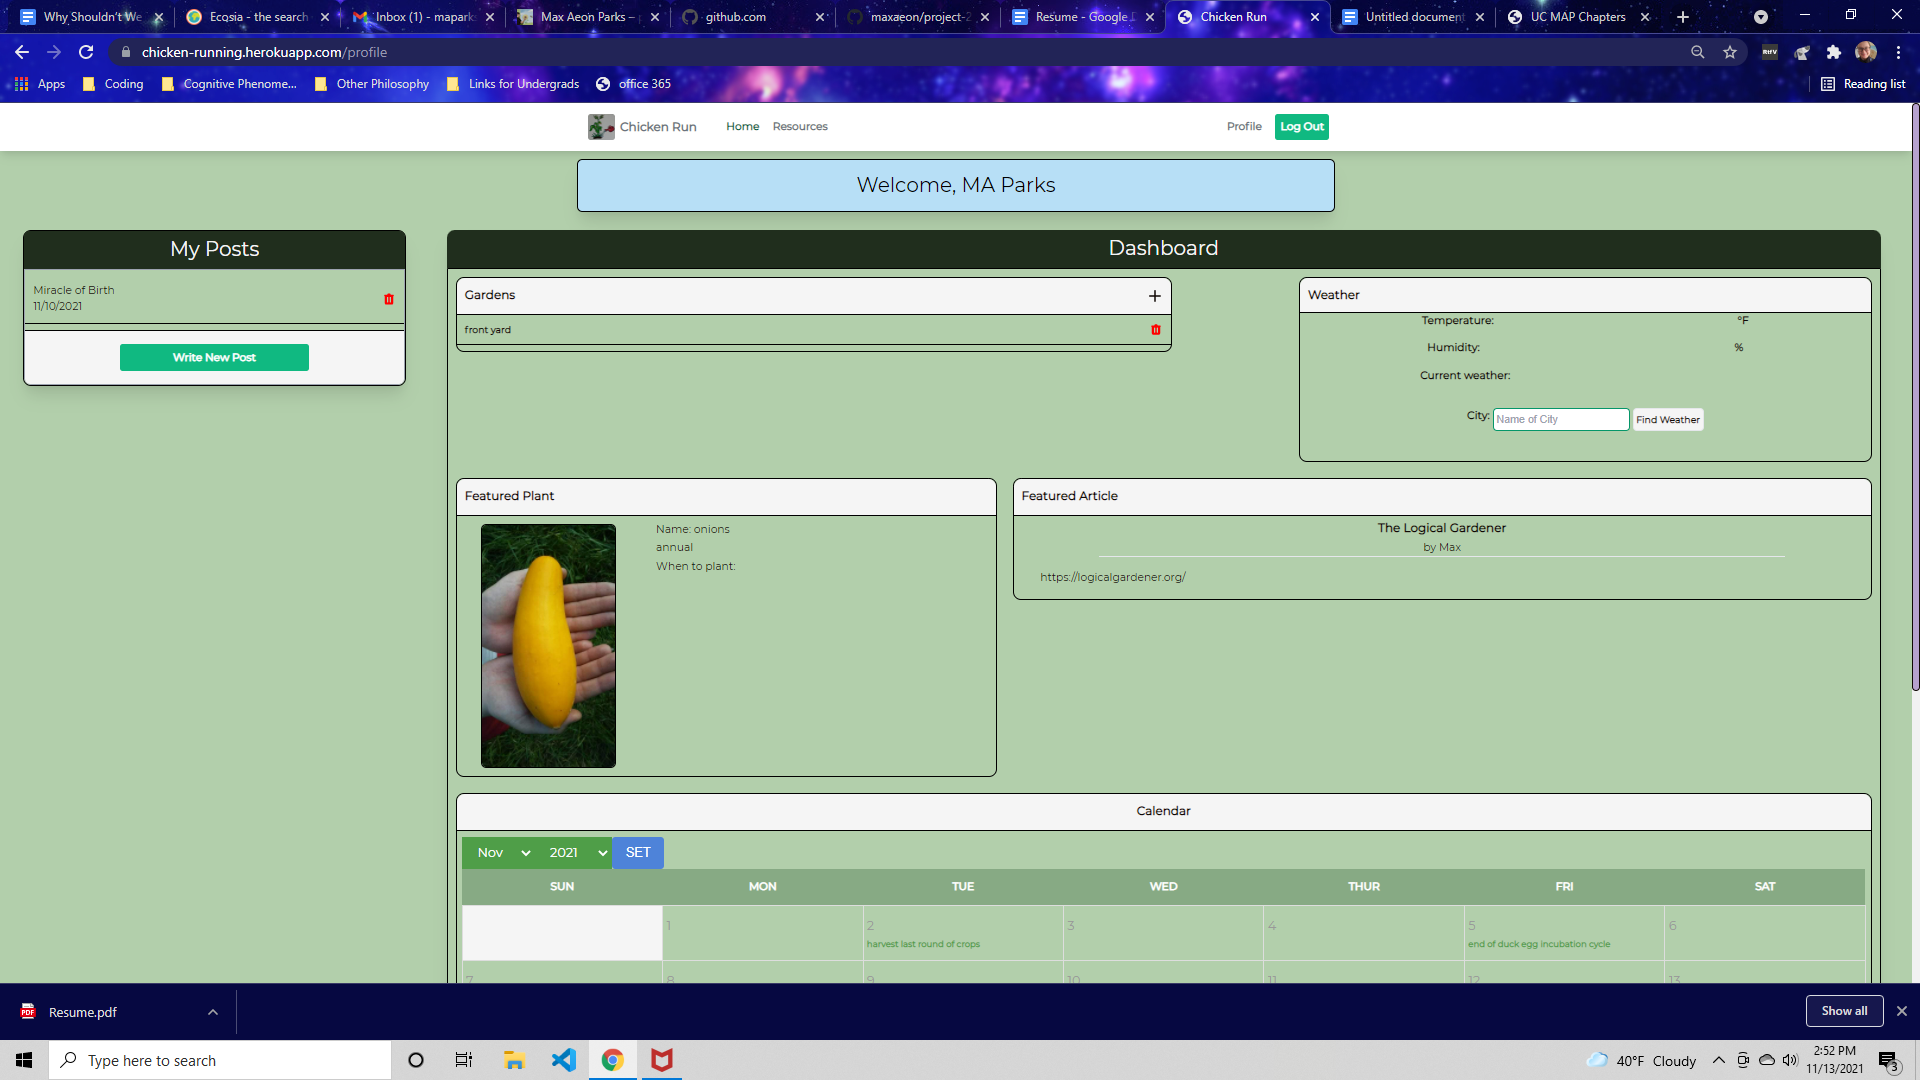 Why Shouldn't We
Ecosia - the search
Inbox (1) - mapark
Max Aeon Parks –
github.com
maxaeon/project-2
Resume - Google
Chicken Run
Untitled document
UC MAP Chapters
chicken-running.herokuapp.com/profile
Apps
Coding
Cognitive Phenome...
Other Philosophy
Links for Undergrads
office 365
Reading list
Chicken Run
Home
Resources
Profile
Log Out
Welcome, MA Parks
My Posts
Miracle of Birth
11/10/2021
Write New Post
Dashboard
Gardens
front yard
Weather
Temperature: °F
Humidity: %
Current weather:
City: Name of City Find Weather
Featured Plant
Name: onions
annual
When to plant:
Featured Article
The Logical Gardener
by Max
https://logicalgardener.org/
Calendar
Nov 2021 SET
SUN MON TUE WED THUR FRI SAT
1 2 3 4 5 6
harvest last round of crops
end of duck egg incubation cycle
7 8 9 10 11 12 13
PDF
Resume.pdf
Show all
Type here to search
40°F Cloudy
2:52 PM
11/13/2021
3